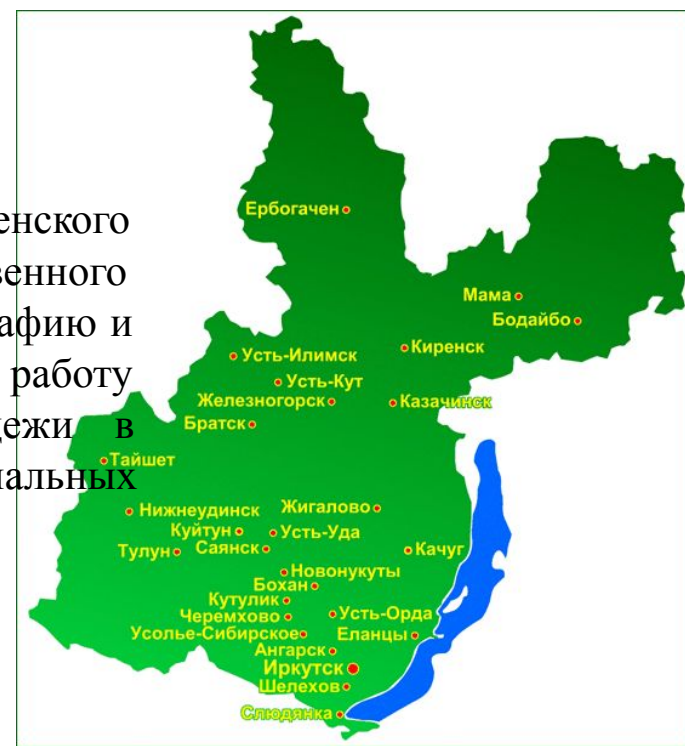 енского
венного
афию и
работу
дежи в
нальных
Ербогачен
Мама
Бодайбо
Киренск
Усть-Илимск
Усть-Кут
Железногорск
Казачинск
Братск
Тайшет
Нижнеудинск
Жигалово
Куйтун
Усть-Уда
Тулун
Саянск
Качуг
Новонукуты
Бохан
Кутулик
Усть-Орда
Черемхово
Усолье-Сибирское
Еланцы
Ангарск
Иркутск
Шелехов
Слюдянка